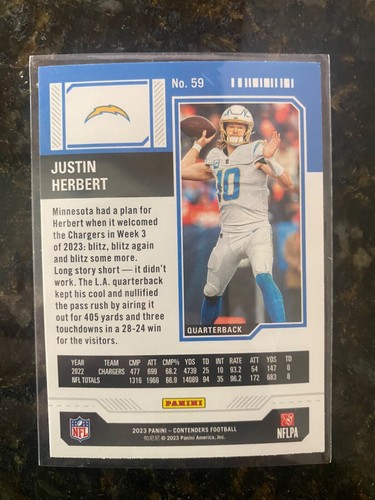 No. 59
JUSTIN
HERBERT
10
Minnesota had a plan for
Herbert when it welcomed
the Chargers in Week 3
of 2023: blitz, blitz again
and blitz some more.
Long story short — it didn't
work. The L.A. quarterback
kept his cool and nullified
the pass rush by airing it
out for 405 yards and three
touchdowns in a 28-24 win
for the visitors.
QUARTERBACK
YEAR TEAM CMP ATT CMP% YDS TD INT RATE ATT YDS TD
2022 CHARGERS 477 699 68.2 4739 25 10 93.2 54 147 0
NFL TOTALS 1316 1966 66.9 14089 94 35 96.2 172 683 8
PANINI
NFL
NFLPA
2023 PANINI – CONTENDERS FOOTBALL
© 2023 Panini America, Inc.